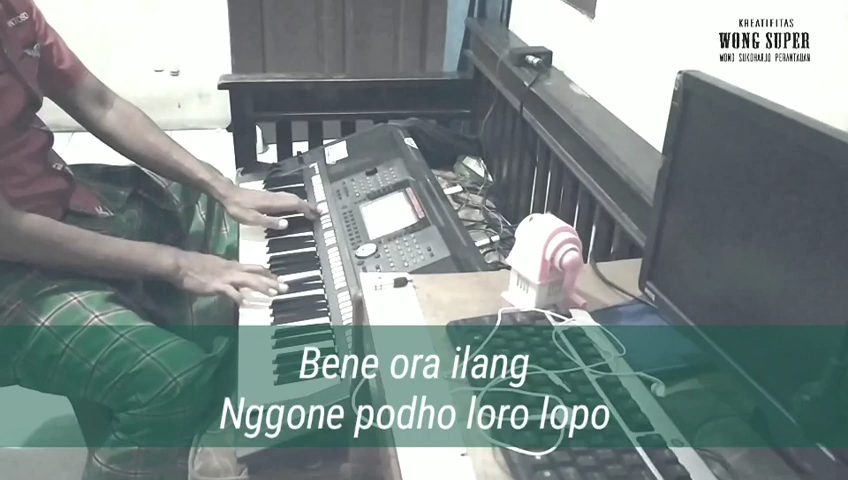 KREATIFITAS
WONG SUPER
WONG SUKOHARJO PERANTAUAN
Bene ora ilang
Nggone podho loro lopo